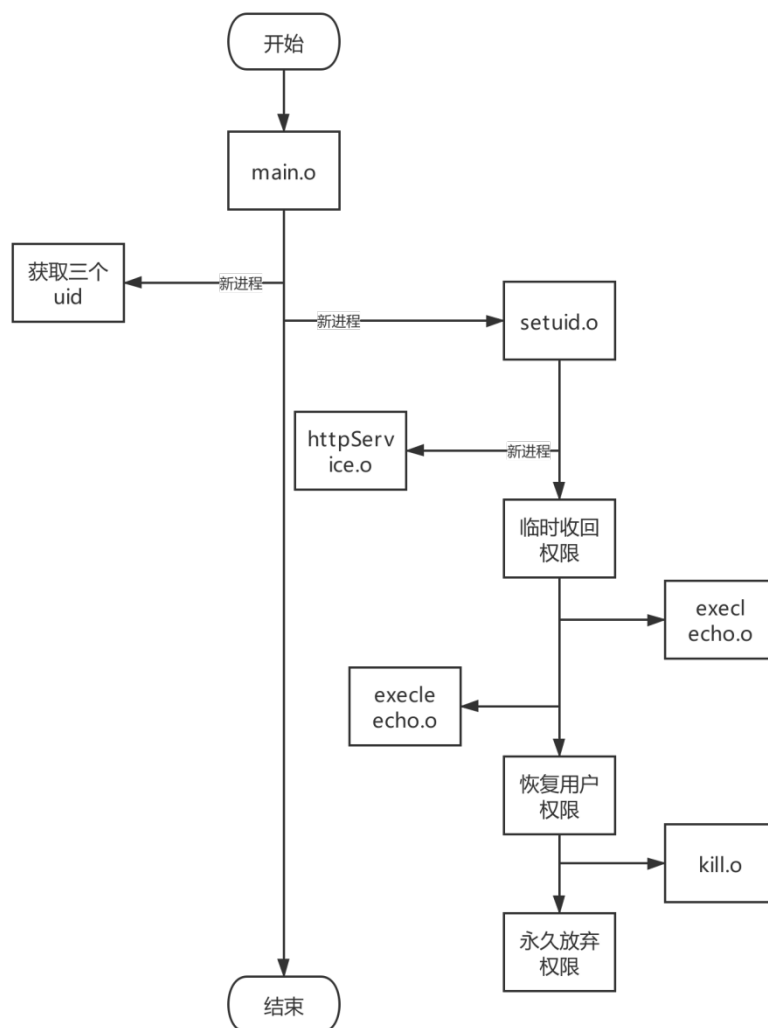 开始
main.o
获取三个
uid
新进程
新进程
setuid.o
httpServ
ice.o
新进程
临时收回
权限
execl
echo.o
execle
echo.o
恢复用户
权限
kill.o
永久放弃
权限
结束